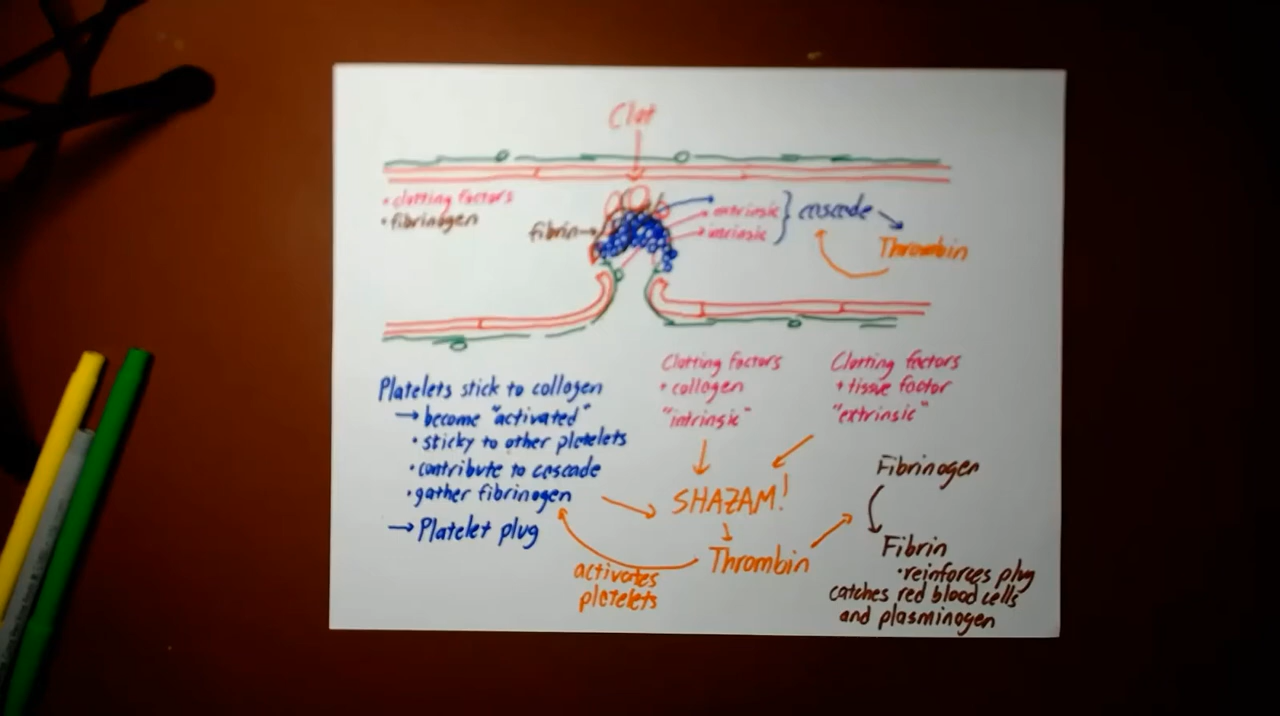 Clot
• clotting factors
• fibrinogen
fibrin
extrinsic
intrinsic
cascade
Thrombin
Platelets stick to collagen
→ become "activated"
• sticky to other platelets
• contribute to cascade
• gather fibrinogen
→ Platelet plug
Clotting factors
+ collagen
"intrinsic"
Clotting factors
+ tissue factor
"extrinsic"
SHAZAM!
Thrombin
activates
platelets
Fibrinogen
Fibrin
• reinforces plug
catches red blood cells
and plasminogen